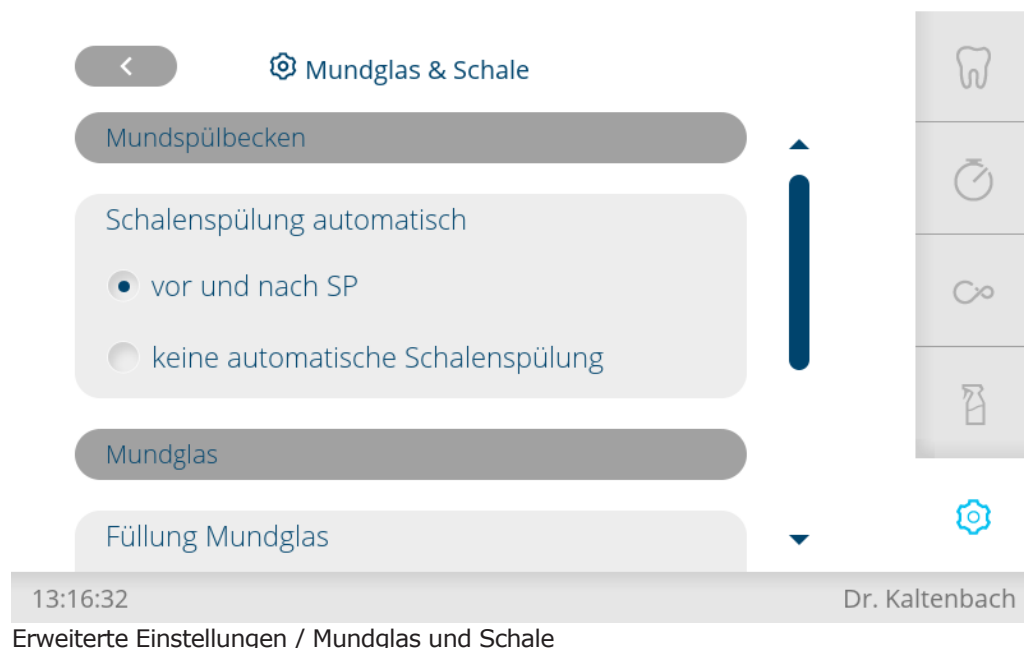 Mundglas & Schale
Mundspülbecken
Schalenspülung automatisch
vor und nach SP
keine automatische Schalenspülung
Mundglas
Füllung Mundglas
13:16:32 Dr. Kaltenbach
Erweiterte Einstellungen / Mundglas und Schale